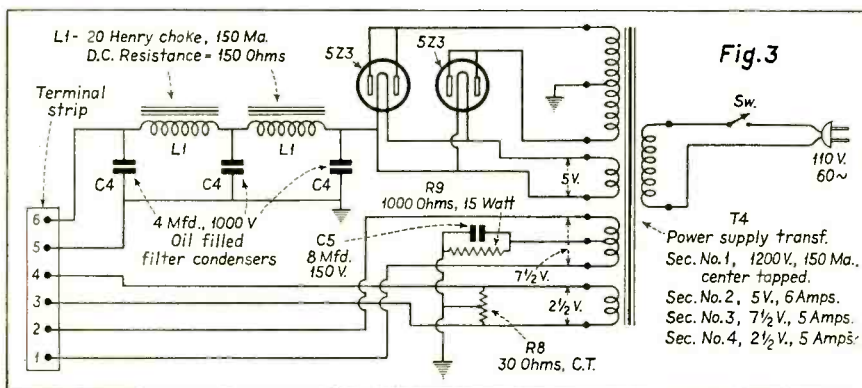 L1- 20 Henry choke, 150 Ma.
D.C. Resistance = 150 Ohms
5Z3
5Z3
Fig.3
Terminal
strip
Sw.
L1
L1
C4
C4
C4
110 V.
60~
5V.
R9
1000 Ohms, 15 Watt
4 Mfd., 1000 V
Oil filled
filter condensers
C5
8 Mfd.
150 V.
7½ V.
2½ V.
R8
30 Ohms, C.T.
T4
Power supply transf.
Sec. No.1, 1200 V., 150 Ma.,
center tapped.
Sec. No.2, 5 V., 6 Amps.
Sec. No.3, 7½ V., 5 Amps.
Sec. No.4, 2½ V., 5 Amps.
6
5
4
3
2
1